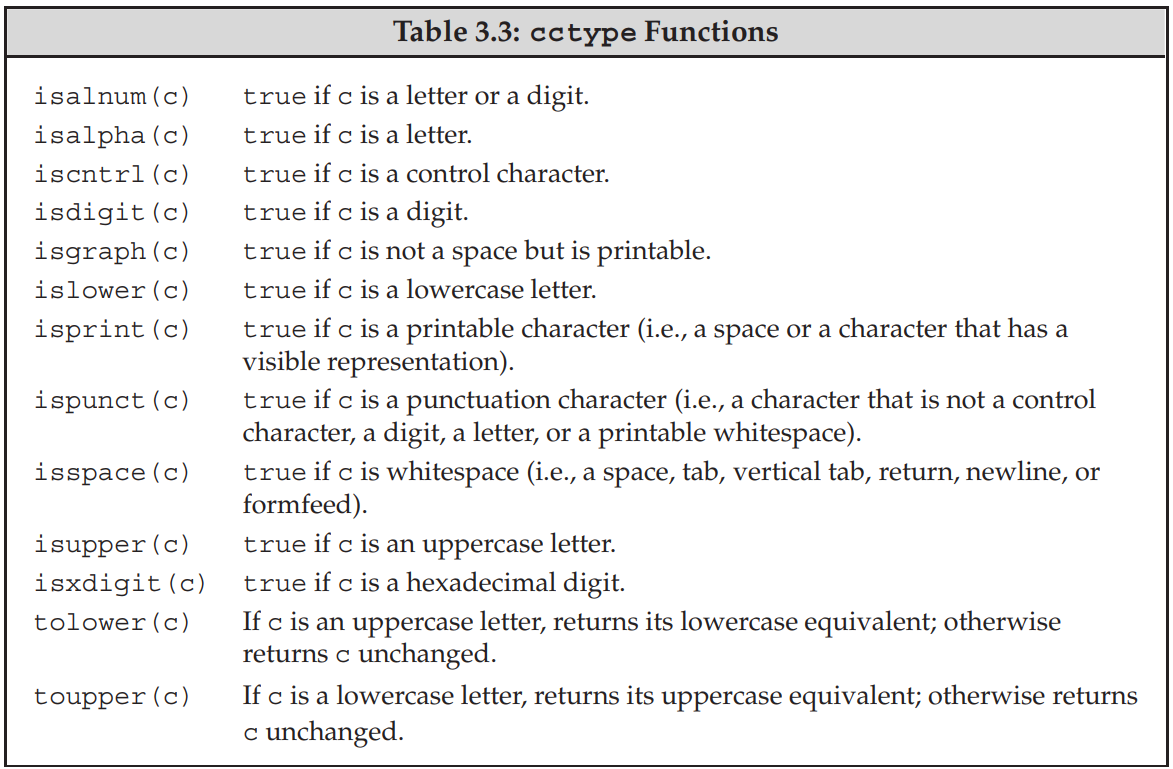 Table 3.3: cctype Functions
isalnum(c) true if c is a letter or a digit.
isalpha(c) true if c is a letter.
iscntrl(c) true if c is a control character.
isdigit(c) true if c is a digit.
isgraph(c) true if c is not a space but is printable.
islower(c) true if c is a lowercase letter.
isprint(c) true if c is a printable character (i.e., a space or a character that has a
visible representation).
ispunct(c) true if c is a punctuation character (i.e., a character that is not a control
character, a digit, a letter, or a printable whitespace).
isspace(c) true if c is whitespace (i.e., a space, tab, vertical tab, return, newline, or
formfeed).
isupper(c) true if c is an uppercase letter.
isxdigit(c) true if c is a hexadecimal digit.
tolower(c) If c is an uppercase letter, returns its lowercase equivalent; otherwise
returns c unchanged.
toupper(c) If c is a lowercase letter, returns its uppercase equivalent; otherwise returns
c unchanged.